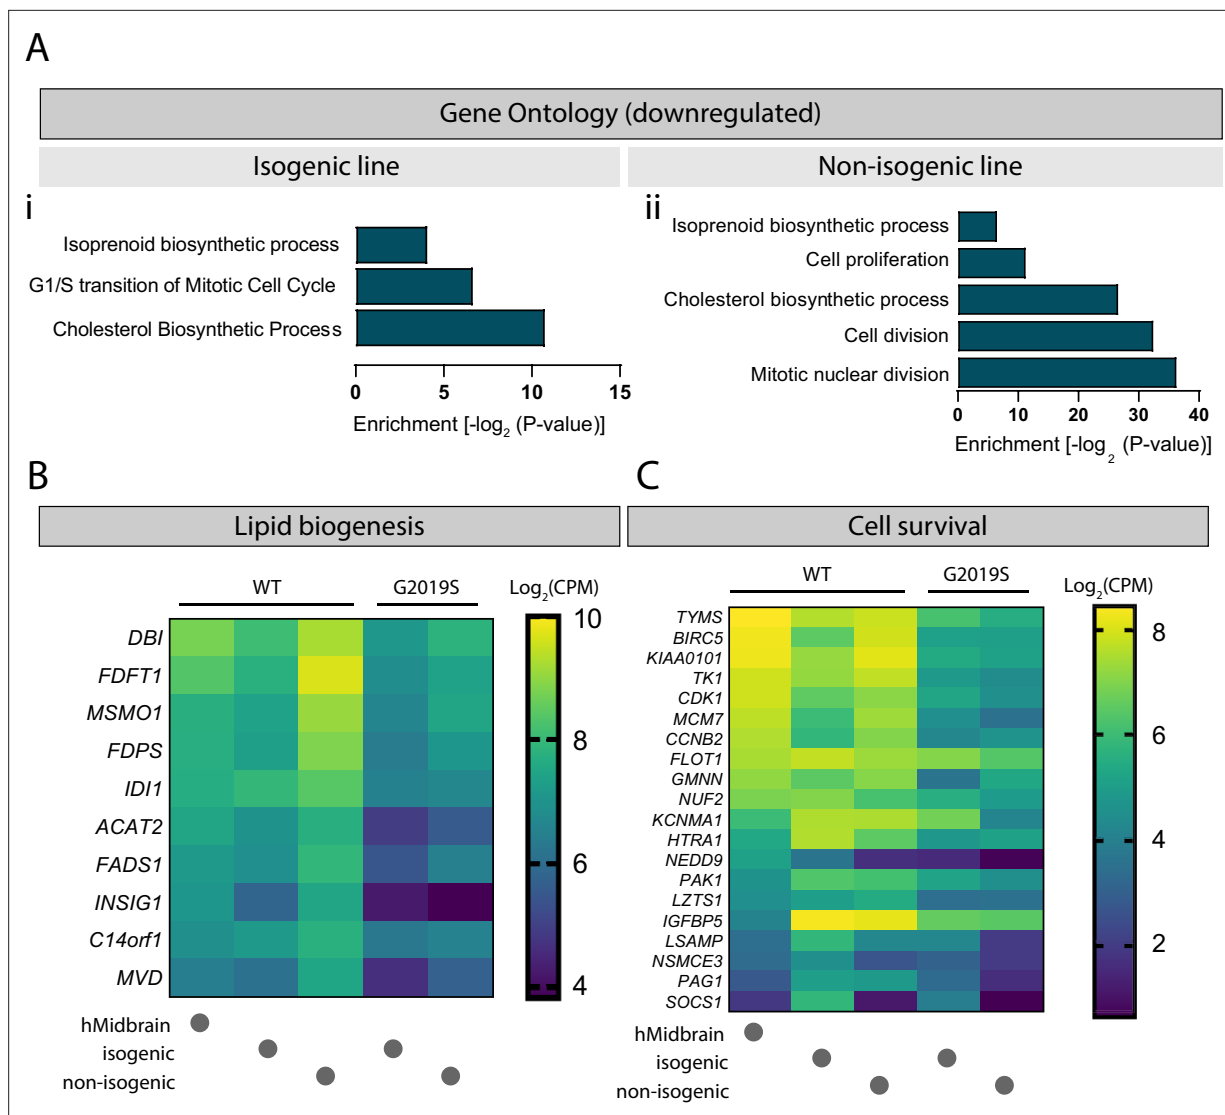 A
Gene Ontology (downregulated)
Isogenic line
Non-isogenic line
i
Isoprenoid biosynthetic process
G1/S transition of Mitotic Cell Cycle
Cholesterol Biosynthetic Process
0 5 10 15
Enrichment [-log2 (P-value)]
ii
Isoprenoid biosynthetic process
Cell proliferation
Cholesterol biosynthetic process
Cell division
Mitotic nuclear division
0 10 20 30 40
Enrichment [-log2 (P-value)]
B
Lipid biogenesis
WT G2019S Log2(CPM)
DBI
FDFT1
MSMO1
FDPS
IDI1
ACAT2
FADS1
INSIG1
C14orf1
MVD
10
8
6
4
hMidbrain
isogenic
non-isogenic
C
Cell survival
WT G2019S Log2(CPM)
TYMS
BIRC5
KIAA0101
TK1
CDK1
MCM7
CCNB2
FLOT1
GMNN
NUF2
KCNMA1
HTRA1
NEDD9
PAK1
LZTS1
IGFBP5
LSAMP
NSMCE3
PAG1
SOCS1
8
6
4
2
hMidbrain
isogenic
non-isogenic